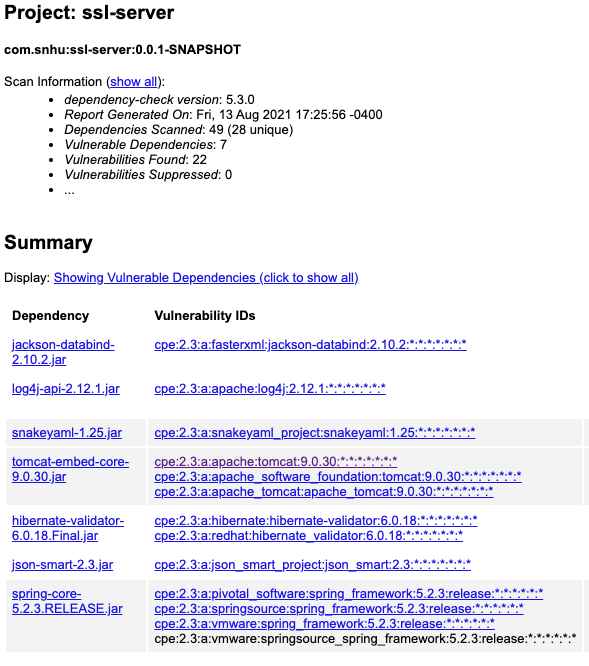 Project: ssl-server
com.snhu:ssl-server:0.0.1-SNAPSHOT
Scan Information (show all):
• dependency-check version: 5.3.0
• Report Generated On: Fri, 13 Aug 2021 17:25:56 -0400
• Dependencies Scanned: 49 (28 unique)
• Vulnerable Dependencies: 7
• Vulnerabilities Found: 22
• Vulnerabilities Suppressed: 0
• ...
Summary
Display: Showing Vulnerable Dependencies (click to show all)
Dependency Vulnerability IDs
jackson-databind- cpe:2.3:a:fasterxml:jackson-databind:2.10.2:*:*:*:*:*:*:*
2.10.2.jar
log4j-api-2.12.1.jar cpe:2.3:a:apache:log4j:2.12.1:*:*:*:*:*:*:*
snakeyaml-1.25.jar cpe:2.3:a:snakeyaml_project:snakeyaml:1.25:*:*:*:*:*:*:*
tomcat-embed-core- cpe:2.3:a:apache:tomcat:9.0.30:*:*:*:*:*:*:*
9.0.30.jar cpe:2.3:a:apache_software_foundation:tomcat:9.0.30:*:*:*:*:*:*:*
cpe:2.3:a:apache_tomcat:apache_tomcat:9.0.30:*:*:*:*:*:*:*
hibernate-validator- cpe:2.3:a:hibernate:hibernate-validator:6.0.18:*:*:*:*:*:*:*
6.0.18.Final.jar cpe:2.3:a:redhat:hibernate_validator:6.0.18:*:*:*:*:*:*:*
json-smart-2.3.jar cpe:2.3:a:json_smart_project:json_smart:2.3:*:*:*:*:*:*:*
spring-core- cpe:2.3:a:pivotal_software:spring_framework:5.2.3:release:*:*:*:*:*:*
5.2.3.RELEASE.jar cpe:2.3:a:springsource:spring_framework:5.2.3:release:*:*:*:*:*:*
cpe:2.3:a:vmware:spring_framework:5.2.3:release:*:*:*:*:*:*
cpe:2.3:a:vmware:springsource_spring_framework:5.2.3:release:*:*:*:*:*:*